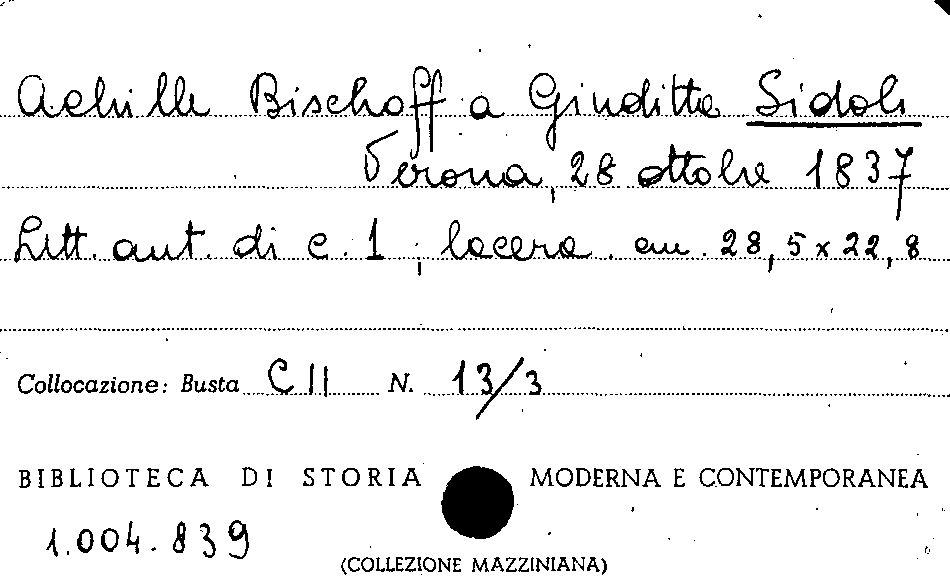 Achille Bischoff a Giuditta Sidoli
Verona, 28 ottobre 1837
Lett. aut. di c. 1 ; lacera. cm. 28,5 x 22,8
Collocazione: Busta C II N. 13/3
BIBLIOTECA DI STORIA MODERNA E CONTEMPORANEA
1.004.839
(COLLEZIONE MAZZINIANA)